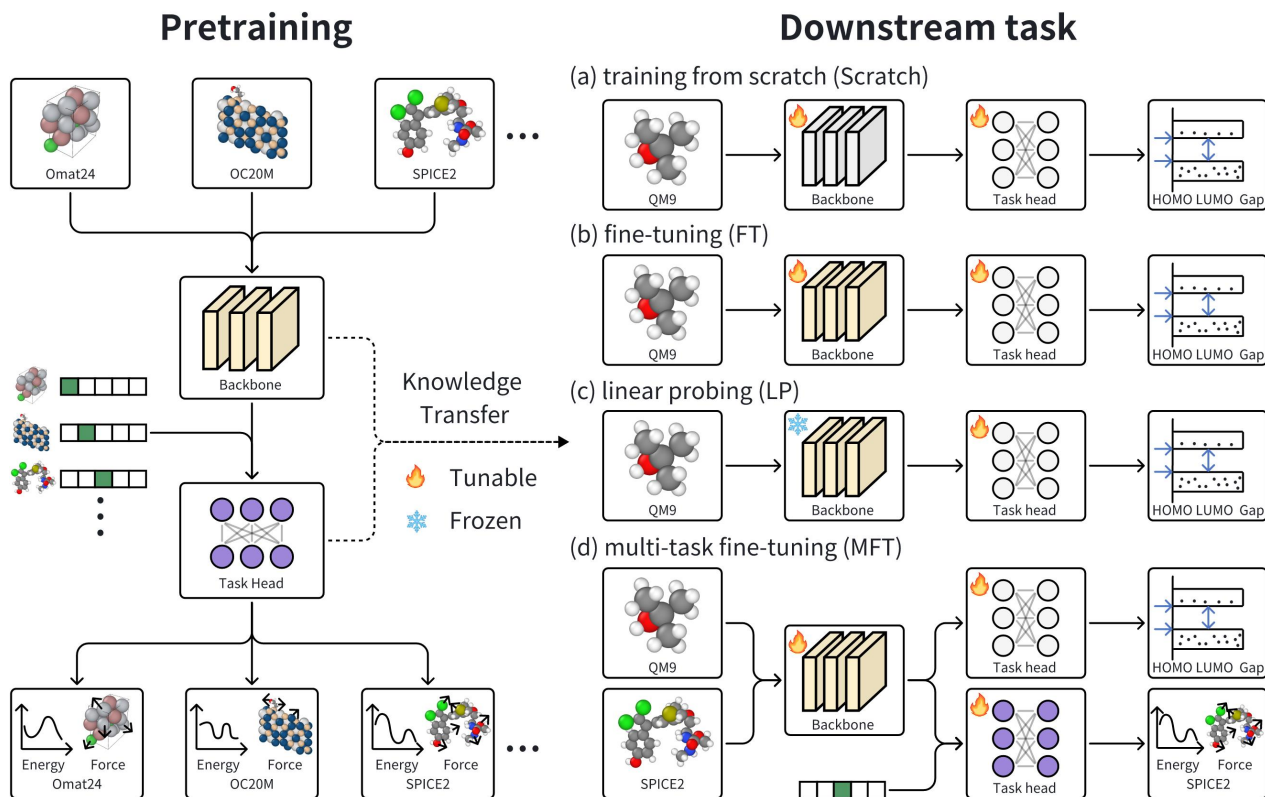 Pretraining
Omat24
OC20M
SPICE2
Backbone
Knowledge
Transfer
Tunable
Frozen
Task Head
Energy Force
Omat24
Energy Force
OC20M
Energy Force
SPICE2
Downstream task
(a) training from scratch (Scratch)
QM9
Backbone
Task head
HOMO LUMO Gap
(b) fine-tuning (FT)
QM9
Backbone
Task head
HOMO LUMO Gap
(c) linear probing (LP)
QM9
Backbone
Task head
HOMO LUMO Gap
(d) multi-task fine-tuning (MFT)
QM9
SPICE2
Backbone
Task head
HOMO LUMO Gap
Task head
Energy Force
SPICE2